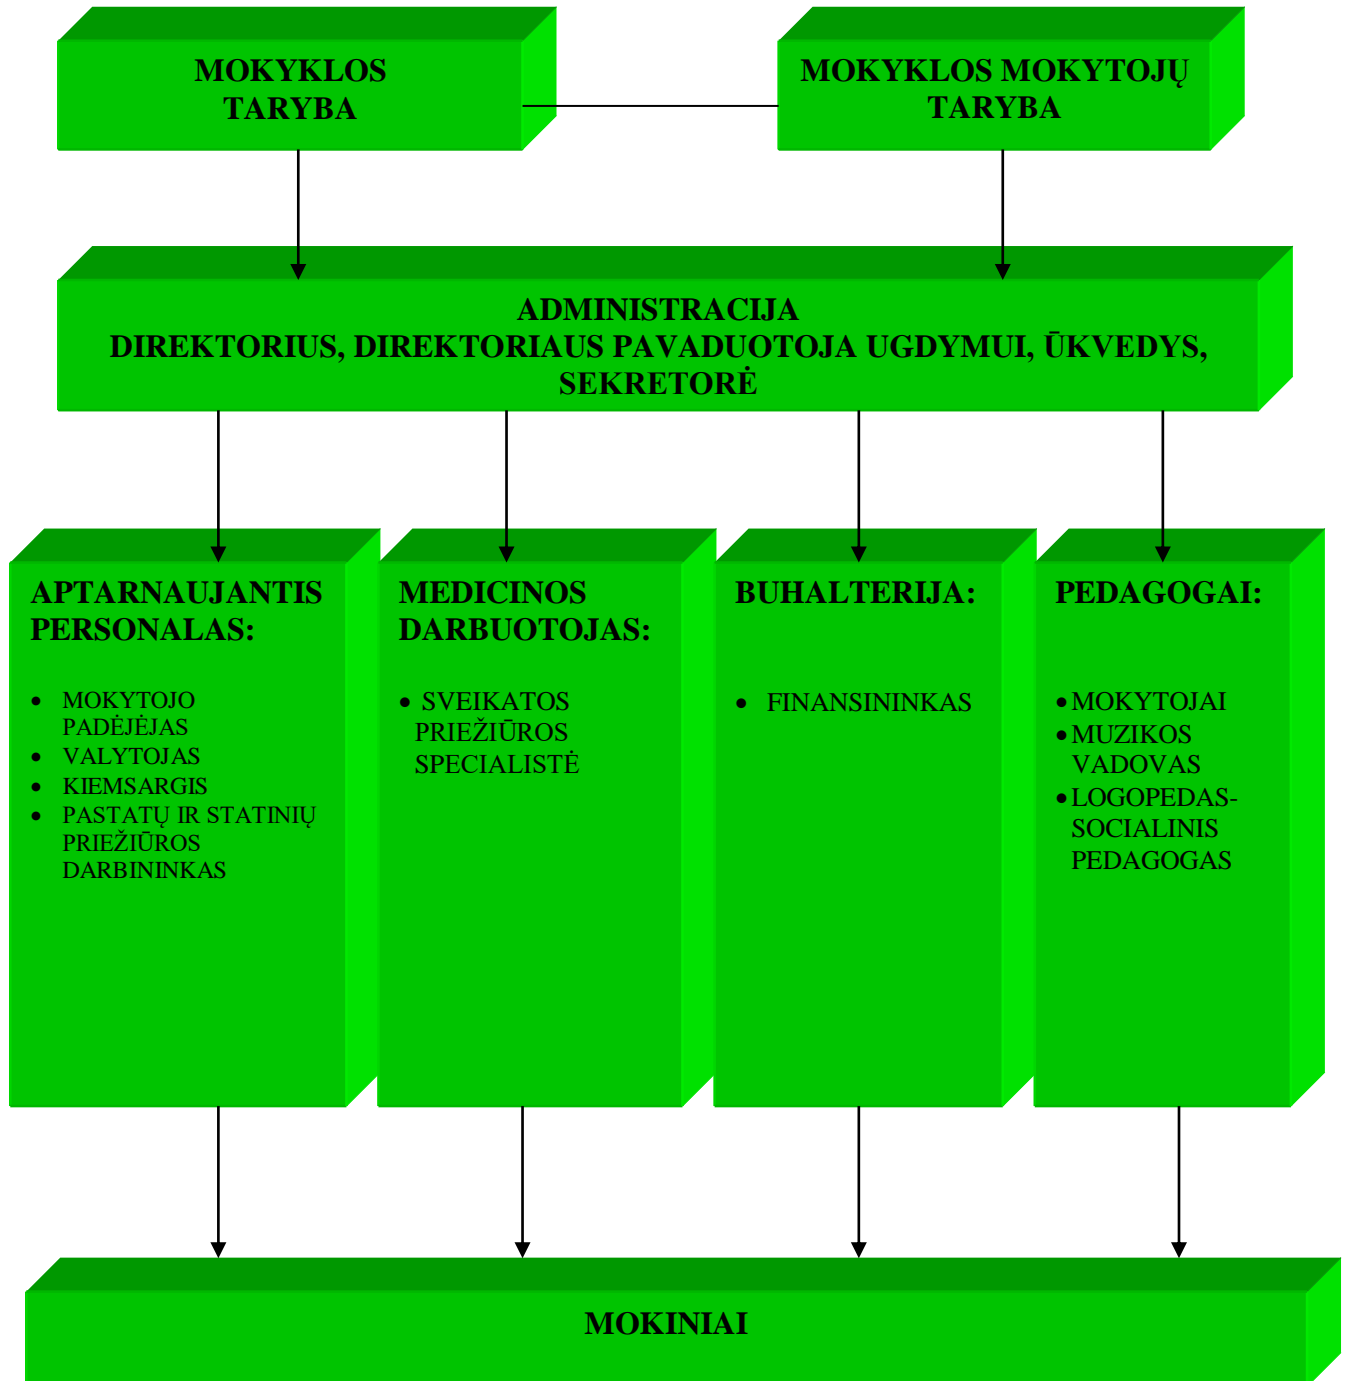 MOKYKLOS
TARYBA
MOKYKLOS MOKYTOJŲ
TARYBA
ADMINISTRACIJA
DIREKTORIUS, DIREKTORIAUS PAVADUOTOJA UGDYMUI, ŪKVEDYS,
SEKRETORĖ
APTARNAUJANTIS
PERSONALAS:
• MOKYTOJO
PADĖJĖJAS
• VALYTOJAS
• KIEMSARGIS
• PASTATŲ IR STATINIŲ
PRIEŽIŪROS
DARBININKAS
MEDICINOS
DARBUOTOJAS:
• SVEIKATOS
PRIEŽIŪROS
SPECIALISTĖ
BUHALTERIJA:
• FINANSININKAS
PEDAGOGAI:
• MOKYTOJAI
• MUZIKOS
VADOVAS
• LOGOPEDAS-
SOCIALINIS
PEDAGOGAS
MOKINIAI